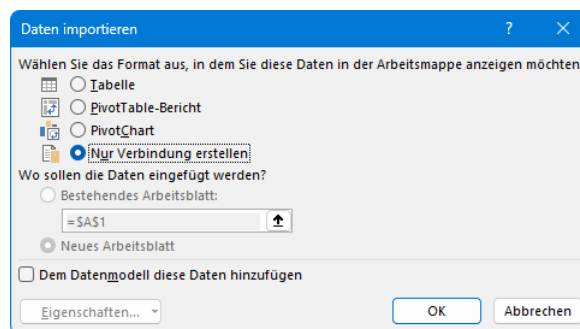 Daten importieren
Wählen Sie das Format aus, in dem Sie diese Daten in der Arbeitsmappe anzeigen möchten
Tabelle
PivotTable-Bericht
PivotChart
Nur Verbindung erstellen
Wo sollen die Daten eingefügt werden?
Bestehendes Arbeitsblatt:
=$A$1
Neues Arbeitsblatt
Dem Datenmodell diese Daten hinzufügen
Eigenschaften... OK Abbrechen